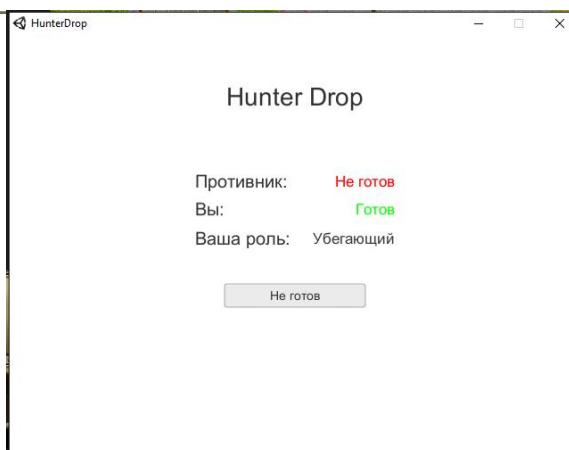 HunterDrop
Hunter Drop
Противник: Не готов
Вы: Готов
Ваша роль: Убегающий
Не готов